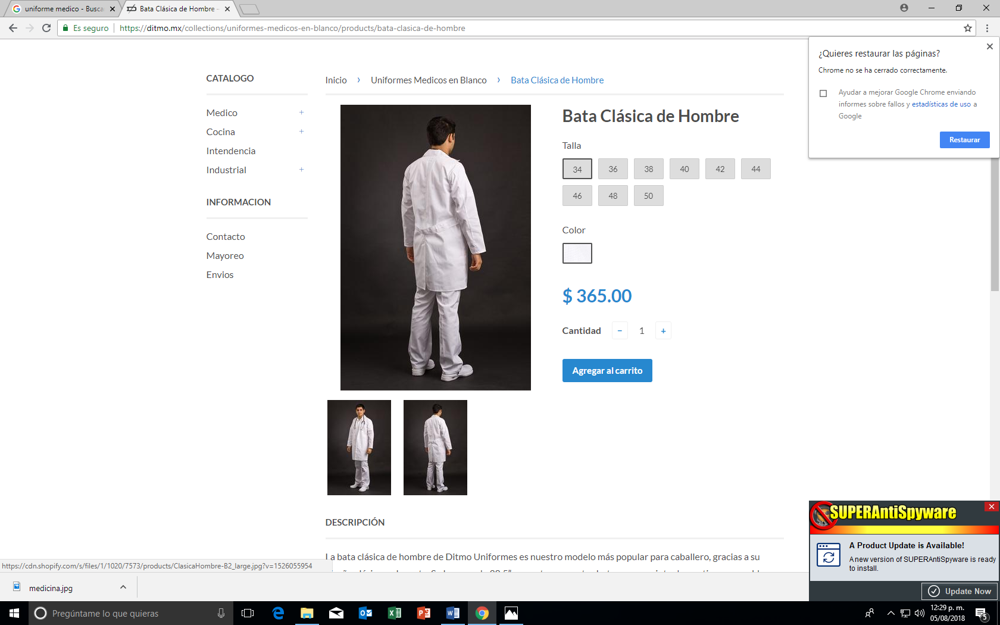 uniforme medico - Busca
Bata Clásica de Hombre -
Es seguro
https://ditmo.mx/collections/uniformes-medicos-en-blanco/products/bata-clasica-de-hombre
¿Quieres restaurar las páginas?
Chrome no se ha cerrado correctamente.
Ayudar a mejorar Google Chrome enviando
informes sobre fallos y estadísticas de uso a
Google
Restaurar
CATALOGO
Medico +
Cocina +
Intendencia
Industrial +
INFORMACION
Contacto
Mayoreo
Envios
Inicio › Uniformes Medicos en Blanco › Bata Clásica de Hombre
Bata Clásica de Hombre
Talla
34 36 38 40 42 44
46 48 50
Color
$ 365.00
Cantidad - 1 +
Agregar al carrito
DESCRIPCIÓN
La bata clásica de hombre de Ditmo Uniformes es nuestro modelo más popular para caballero, gracias a su
https://cdn.shopify.com/s/files/1/1020/7573/products/ClasicaHombre-B2_large.jpg?v=1526055954
SUPERAntiSpyware
A Product Update is Available!
A new version of SUPERAntiSpyware is ready
to install.
Update Now
medicina.jpg
Pregúntame lo que quieras
12:29 p. m.
05/08/2018
5